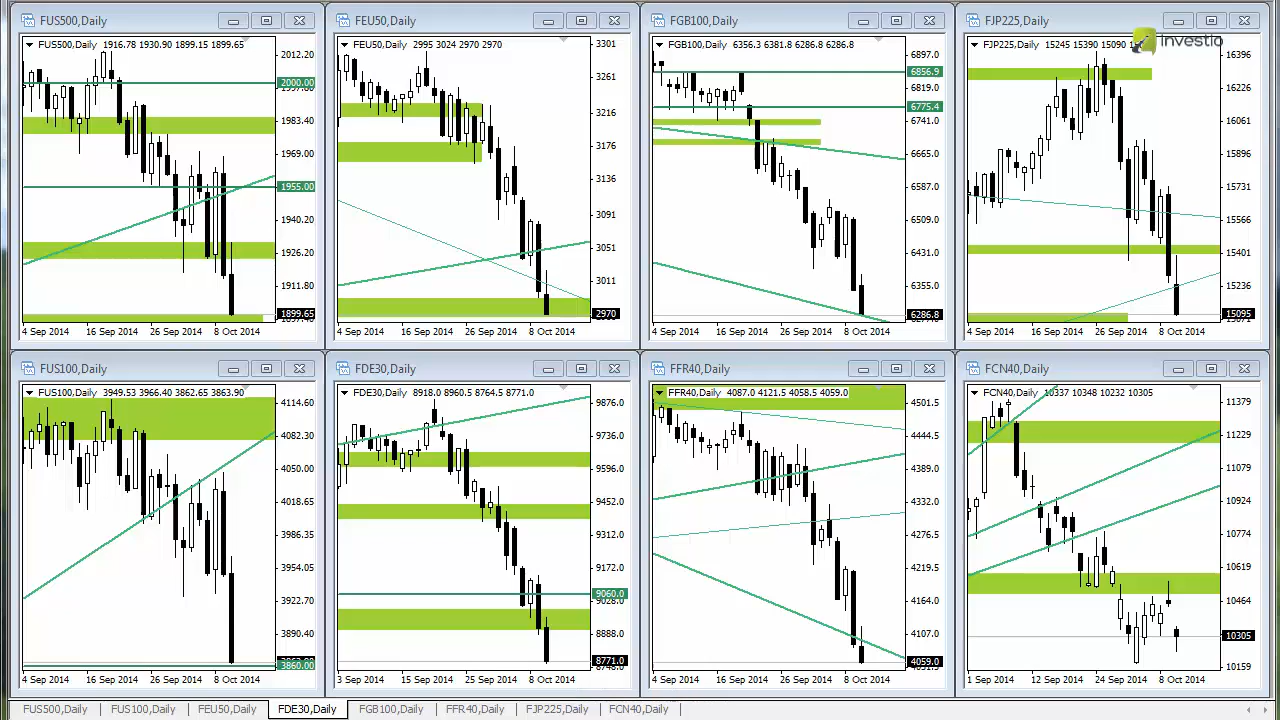 FUS500,Daily
FUS500,Daily 1916.78 1930.90 1899.15 1899.65
2012.20
2000.00
1983.40
1970.00
1955.00
1940.20
1926.20
1911.80
1899.65
4 Sep 2014 16 Sep 2014 26 Sep 2014 8 Oct 2014
FEU50,Daily
FEU50,Daily 2995 3024 2970 2970
3301
3261
3216
3176
3136
3091
3051
3011
2970
4 Sep 2014 16 Sep 2014 26 Sep 2014 8 Oct 2014
FGB100,Daily
FGB100,Daily 6356.3 6381.8 6286.8 6286.8
6897.0
6856.9
6819.0
6775.4
6741.0
6665.0
6587.0
6509.0
6431.0
6355.0
6286.8
4 Sep 2014 16 Sep 2014 26 Sep 2014 8 Oct 2014
FJP225,Daily
investio
FJP225,Daily 15245 15390 15090
16396
16226
16061
15896
15731
15566
15401
15236
15095
4 Sep 2014 16 Sep 2014 26 Sep 2014 8 Oct 2014
FUS100,Daily
FUS100,Daily 3949.53 3966.40 3862.65 3863.90
4114.60
4082.30
4050.00
4018.65
3986.35
3954.05
3922.70
3890.40
3860.00
4 Sep 2014 16 Sep 2014 26 Sep 2014 8 Oct 2014
FDE30,Daily
FDE30,Daily 8918.0 8960.5 8764.5 8771.0
9876.0
9736.0
9596.0
9452.0
9312.0
9172.0
9060.0
9028.0
8888.0
8771.0
4 Sep 2014 16 Sep 2014 26 Sep 2014 8 Oct 2014
FFR40,Daily
FFR40,Daily 4087.0 4121.5 4058.5 4059.0
4501.5
4444.5
4389.0
4332.0
4276.5
4219.5
4164.0
4107.0
4059.0
4 Sep 2014 16 Sep 2014 26 Sep 2014 8 Oct 2014
FCN40,Daily
FCN40,Daily 10337 10348 10232 10305
11379
11229
11079
10924
10774
10619
10464
10305
10159
1 Sep 2014 11 Sep 2014 24 Sep 2014 8 Oct 2014
FUS500,Daily FUS100,Daily FEU50,Daily FDE30,Daily FGB100,Daily FFR40,Daily FJP225,Daily FCN40,Daily